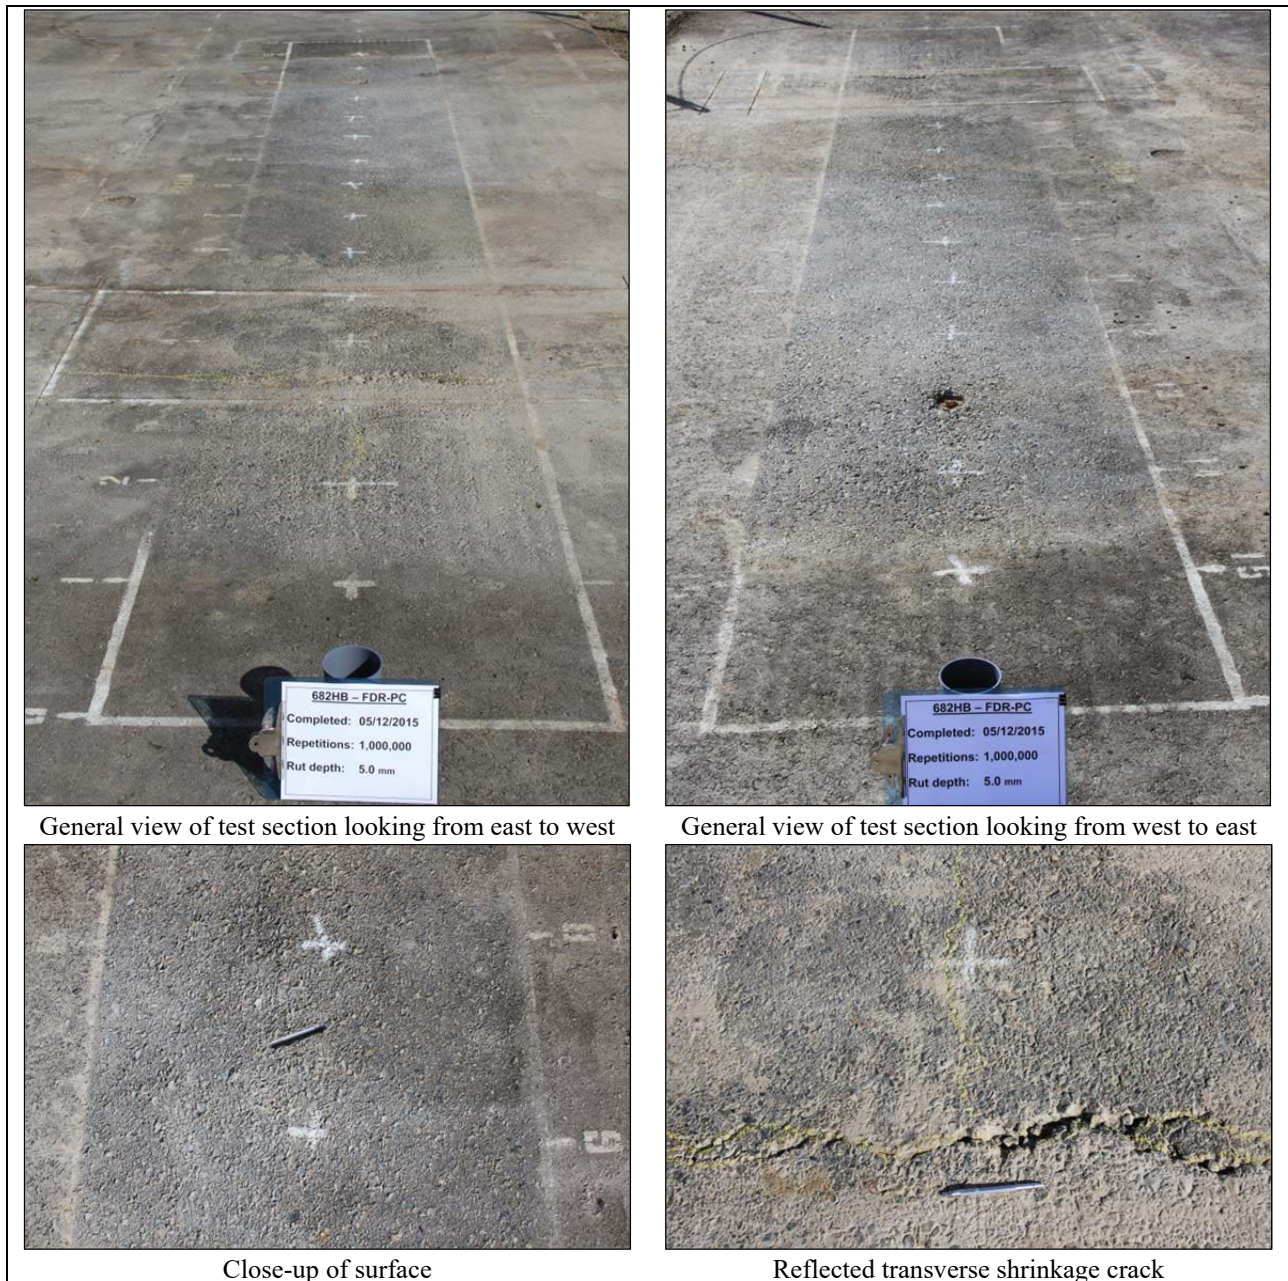 682HB – FDR-PC
Completed: 05/12/2015
Repetitions: 1,000,000
Rut depth: 5.0 mm
682HB – FDR-PC
Completed: 05/12/2015
Repetitions: 1,000,000
Rut depth: 5.0 mm
General view of test section looking from east to west
General view of test section looking from west to east
Close-up of surface
Reflected transverse shrinkage crack